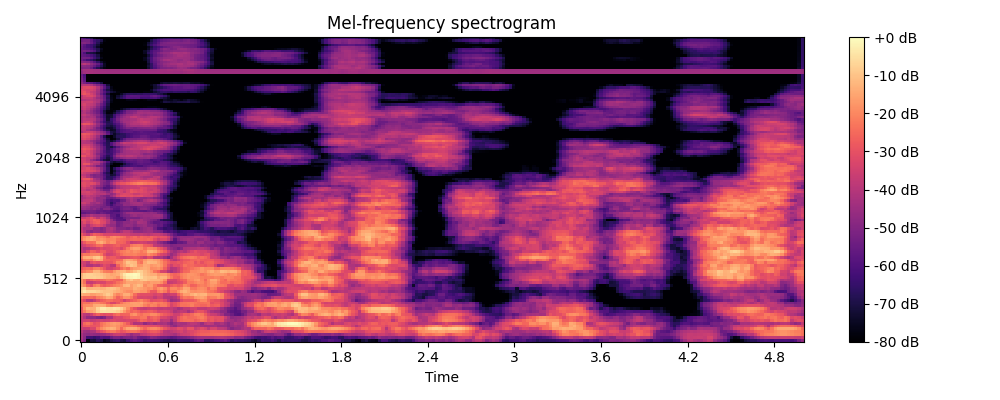 Mel-frequency spectrogram
Hz
4096
2048
1024
512
0
0 0.6 1.2 1.8 2.4 3 3.6 4.2 4.8
Time
+0 dB
-10 dB
-20 dB
-30 dB
-40 dB
-50 dB
-60 dB
-70 dB
-80 dB